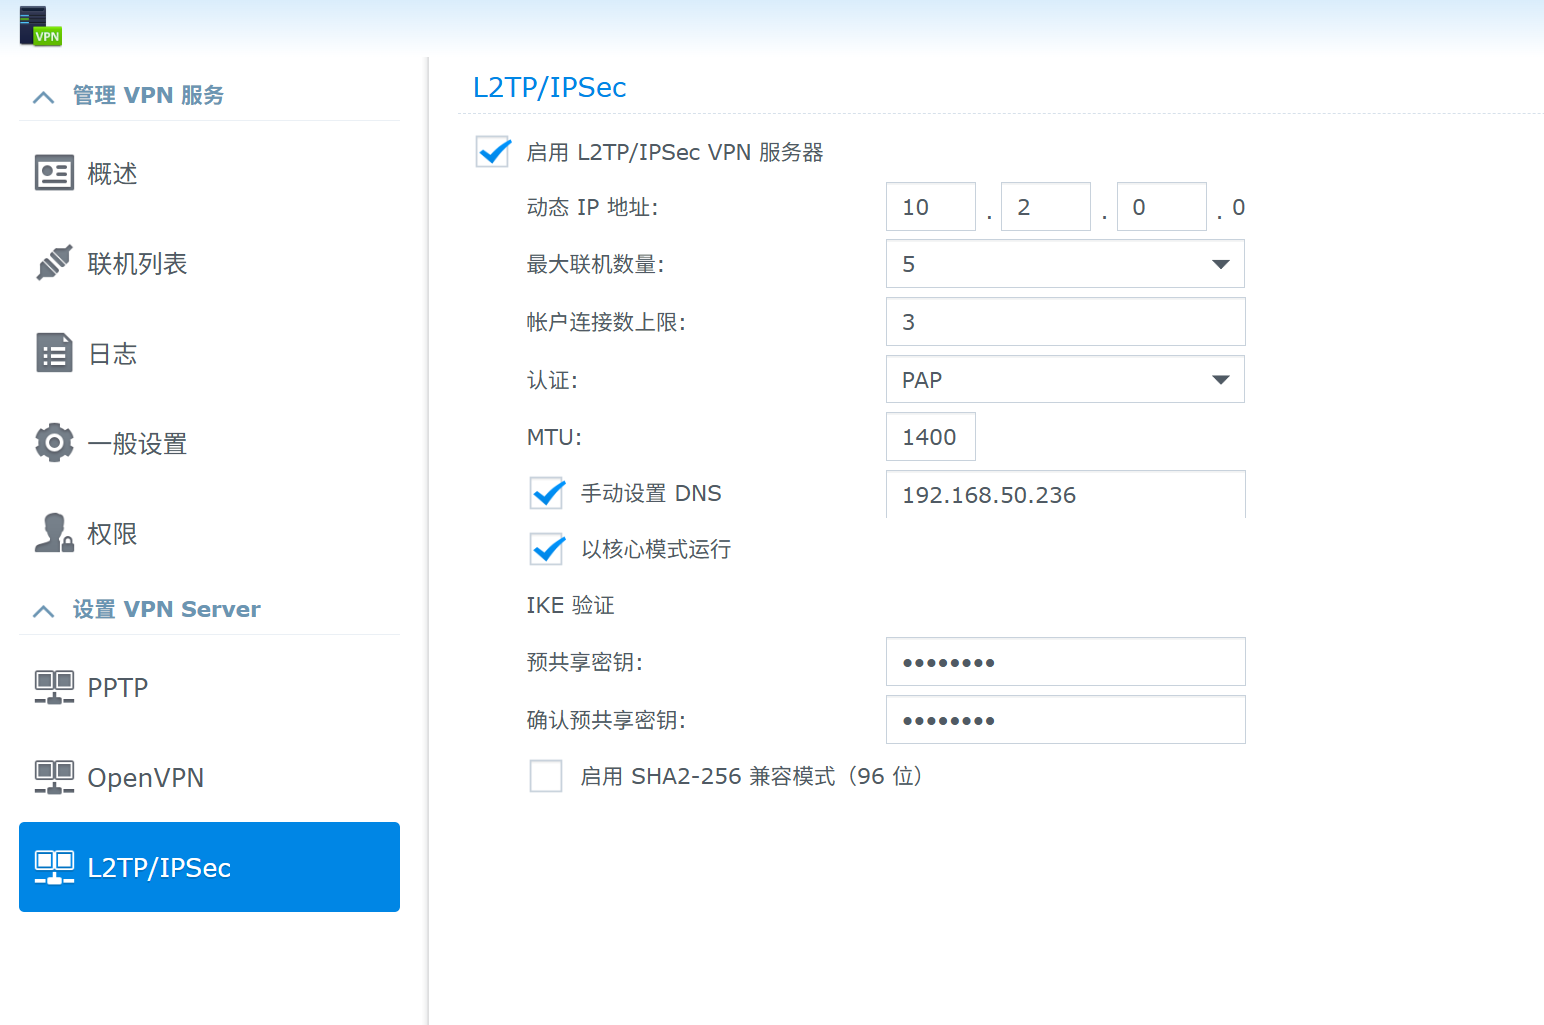 VPN
管理 VPN 服务
概述
联机列表
日志
一般设置
权限
设置 VPN Server
PPTP
OpenVPN
L2TP/IPSec
L2TP/IPSec
启用 L2TP/IPSec VPN 服务器
动态 IP 地址: 10 . 2 . 0 . 0
最大联机数量: 5
帐户连接数上限: 3
认证: PAP
MTU: 1400
手动设置 DNS 192.168.50.236
以核心模式运行
IKE 验证
预共享密钥: ••••••••
确认预共享密钥: ••••••••
启用 SHA2-256 兼容模式（96 位）